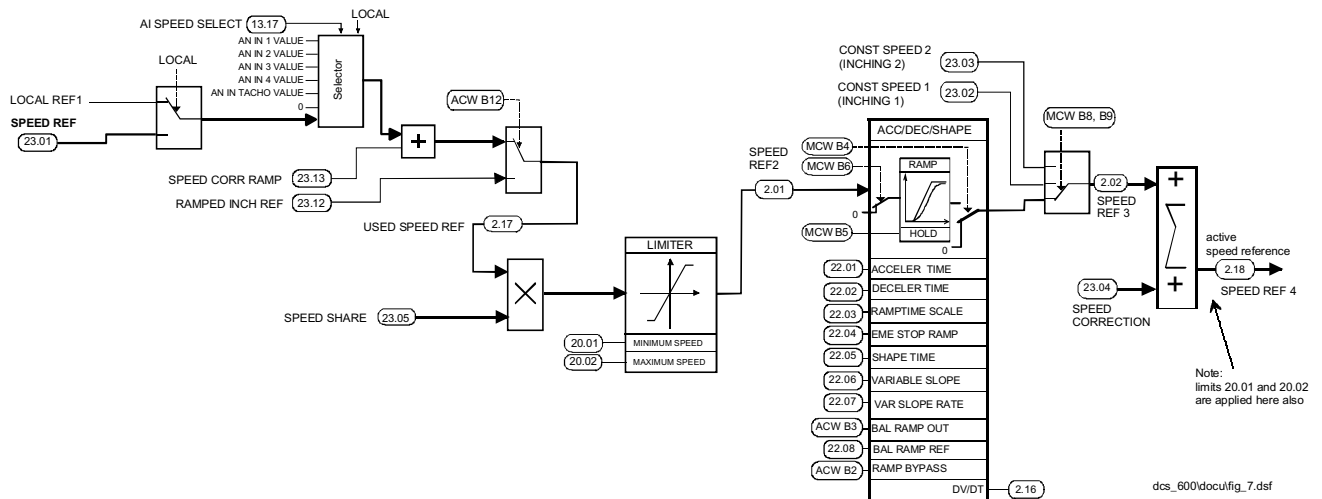 AI SPEED SELECT
13.17
LOCAL
AN IN 1 VALUE
AN IN 2 VALUE
AN IN 3 VALUE
AN IN 4 VALUE
AN IN TACHO VALUE
0
Selector
LOCAL
LOCAL REF1
SPEED REF
23.01
SPEED CORR RAMP
23.13
+
RAMPED INCH REF
23.12
ACW B12
USED SPEED REF
2.17
SPEED SHARE
23.05
LIMITER
20.01
MINIMUM SPEED
20.02
MAXIMUM SPEED
SPEED
REF2
2.01
CONST SPEED 2
(INCHING 2)
23.03
CONST SPEED 1
(INCHING 1)
23.02
ACC/DEC/SHAPE
MCW B4
MCW B6
RAMP
0
MCW B5
HOLD
0
22.01
ACCELER TIME
22.02
DECELER TIME
22.03
RAMPTIME SCALE
22.04
EME STOP RAMP
22.05
SHAPE TIME
22.06
VARIABLE SLOPE
22.07
VAR SLOPE RATE
ACW B3
BAL RAMP OUT
22.08
BAL RAMP REF
ACW B2
RAMP BYPASS
DV/DT
2.16
MCW B8, B9
2.02
SPEED
REF 3
+
+
23.04
SPEED
CORRECTION
active
speed reference
2.18
SPEED REF 4
Note:
limits 20.01 and 20.02
are applied here also
dcs_600\docu\fig_7.dsf